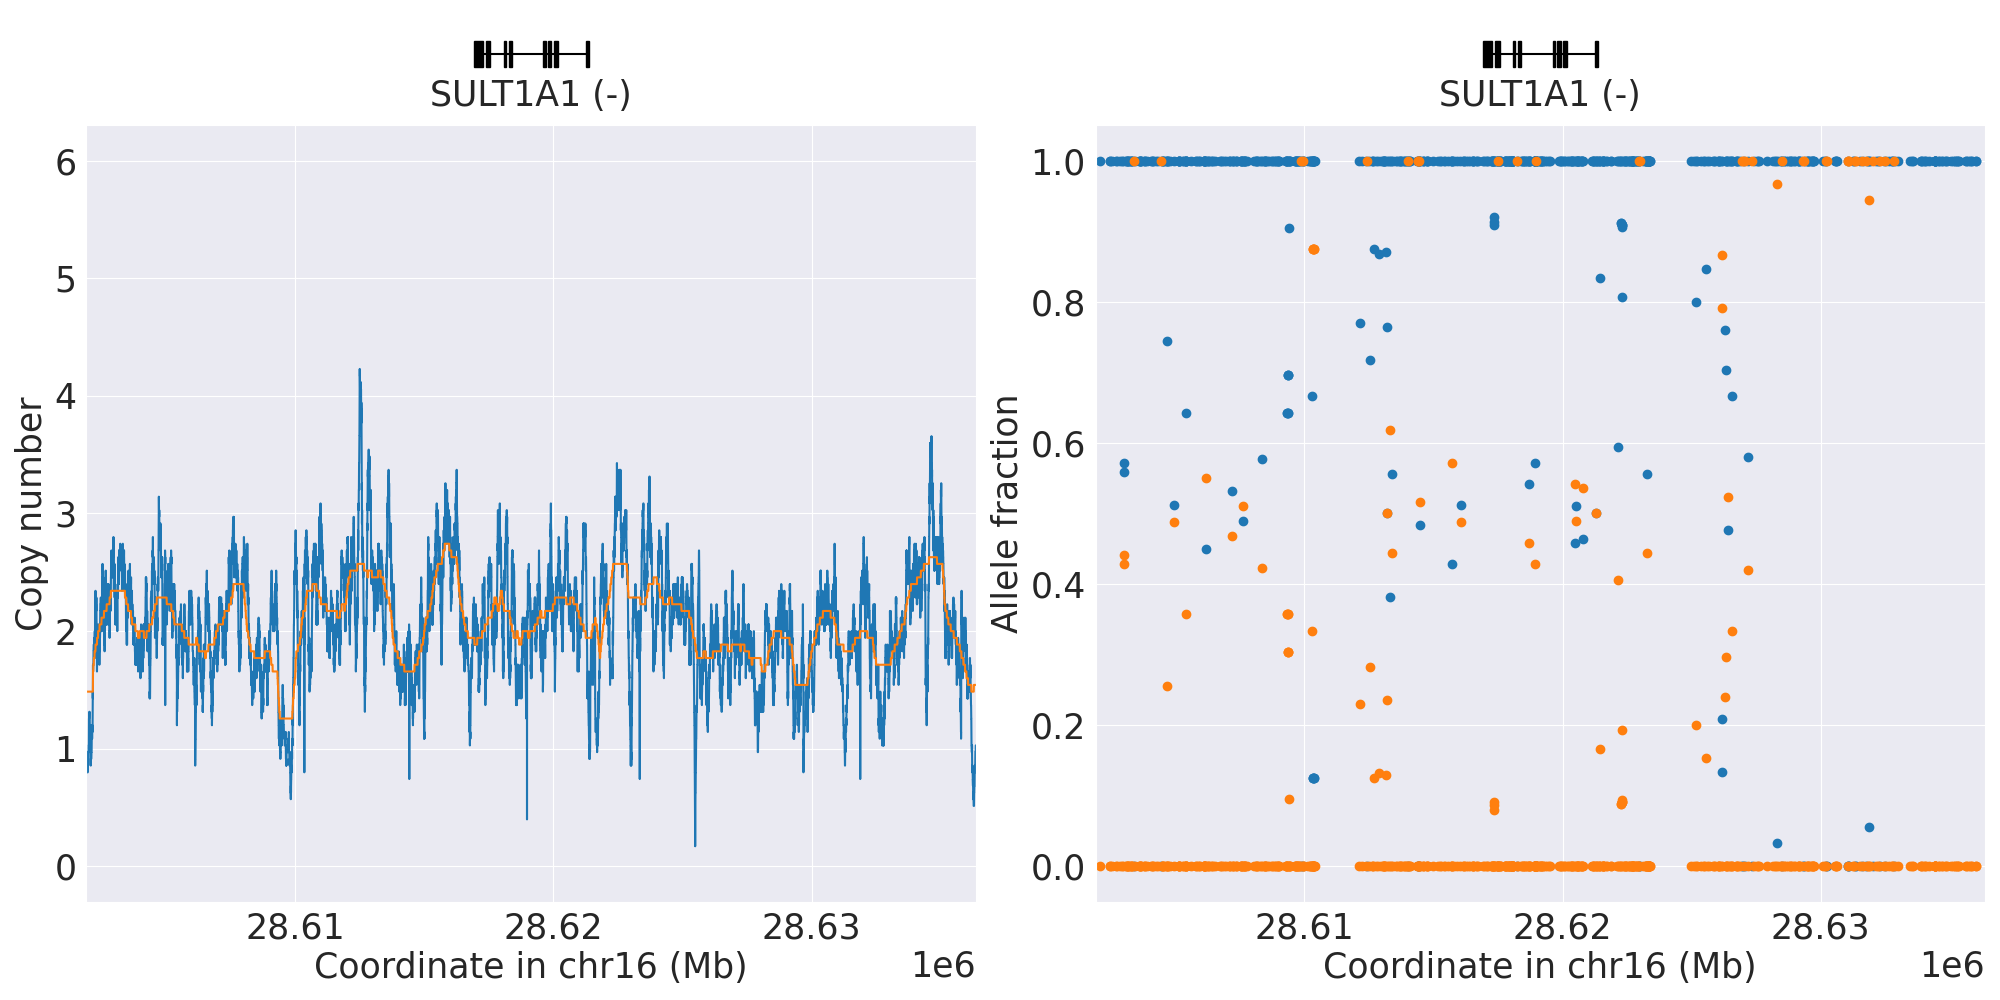 SULT1A1 (-)
6
5
4
3
2
1
0
Copy number
28.61
28.62
28.63
Coordinate in chr16 (Mb)
1e6
SULT1A1 (-)
1.0
0.8
0.6
0.4
0.2
0.0
Allele fraction
28.61
28.62
28.63
Coordinate in chr16 (Mb)
1e6